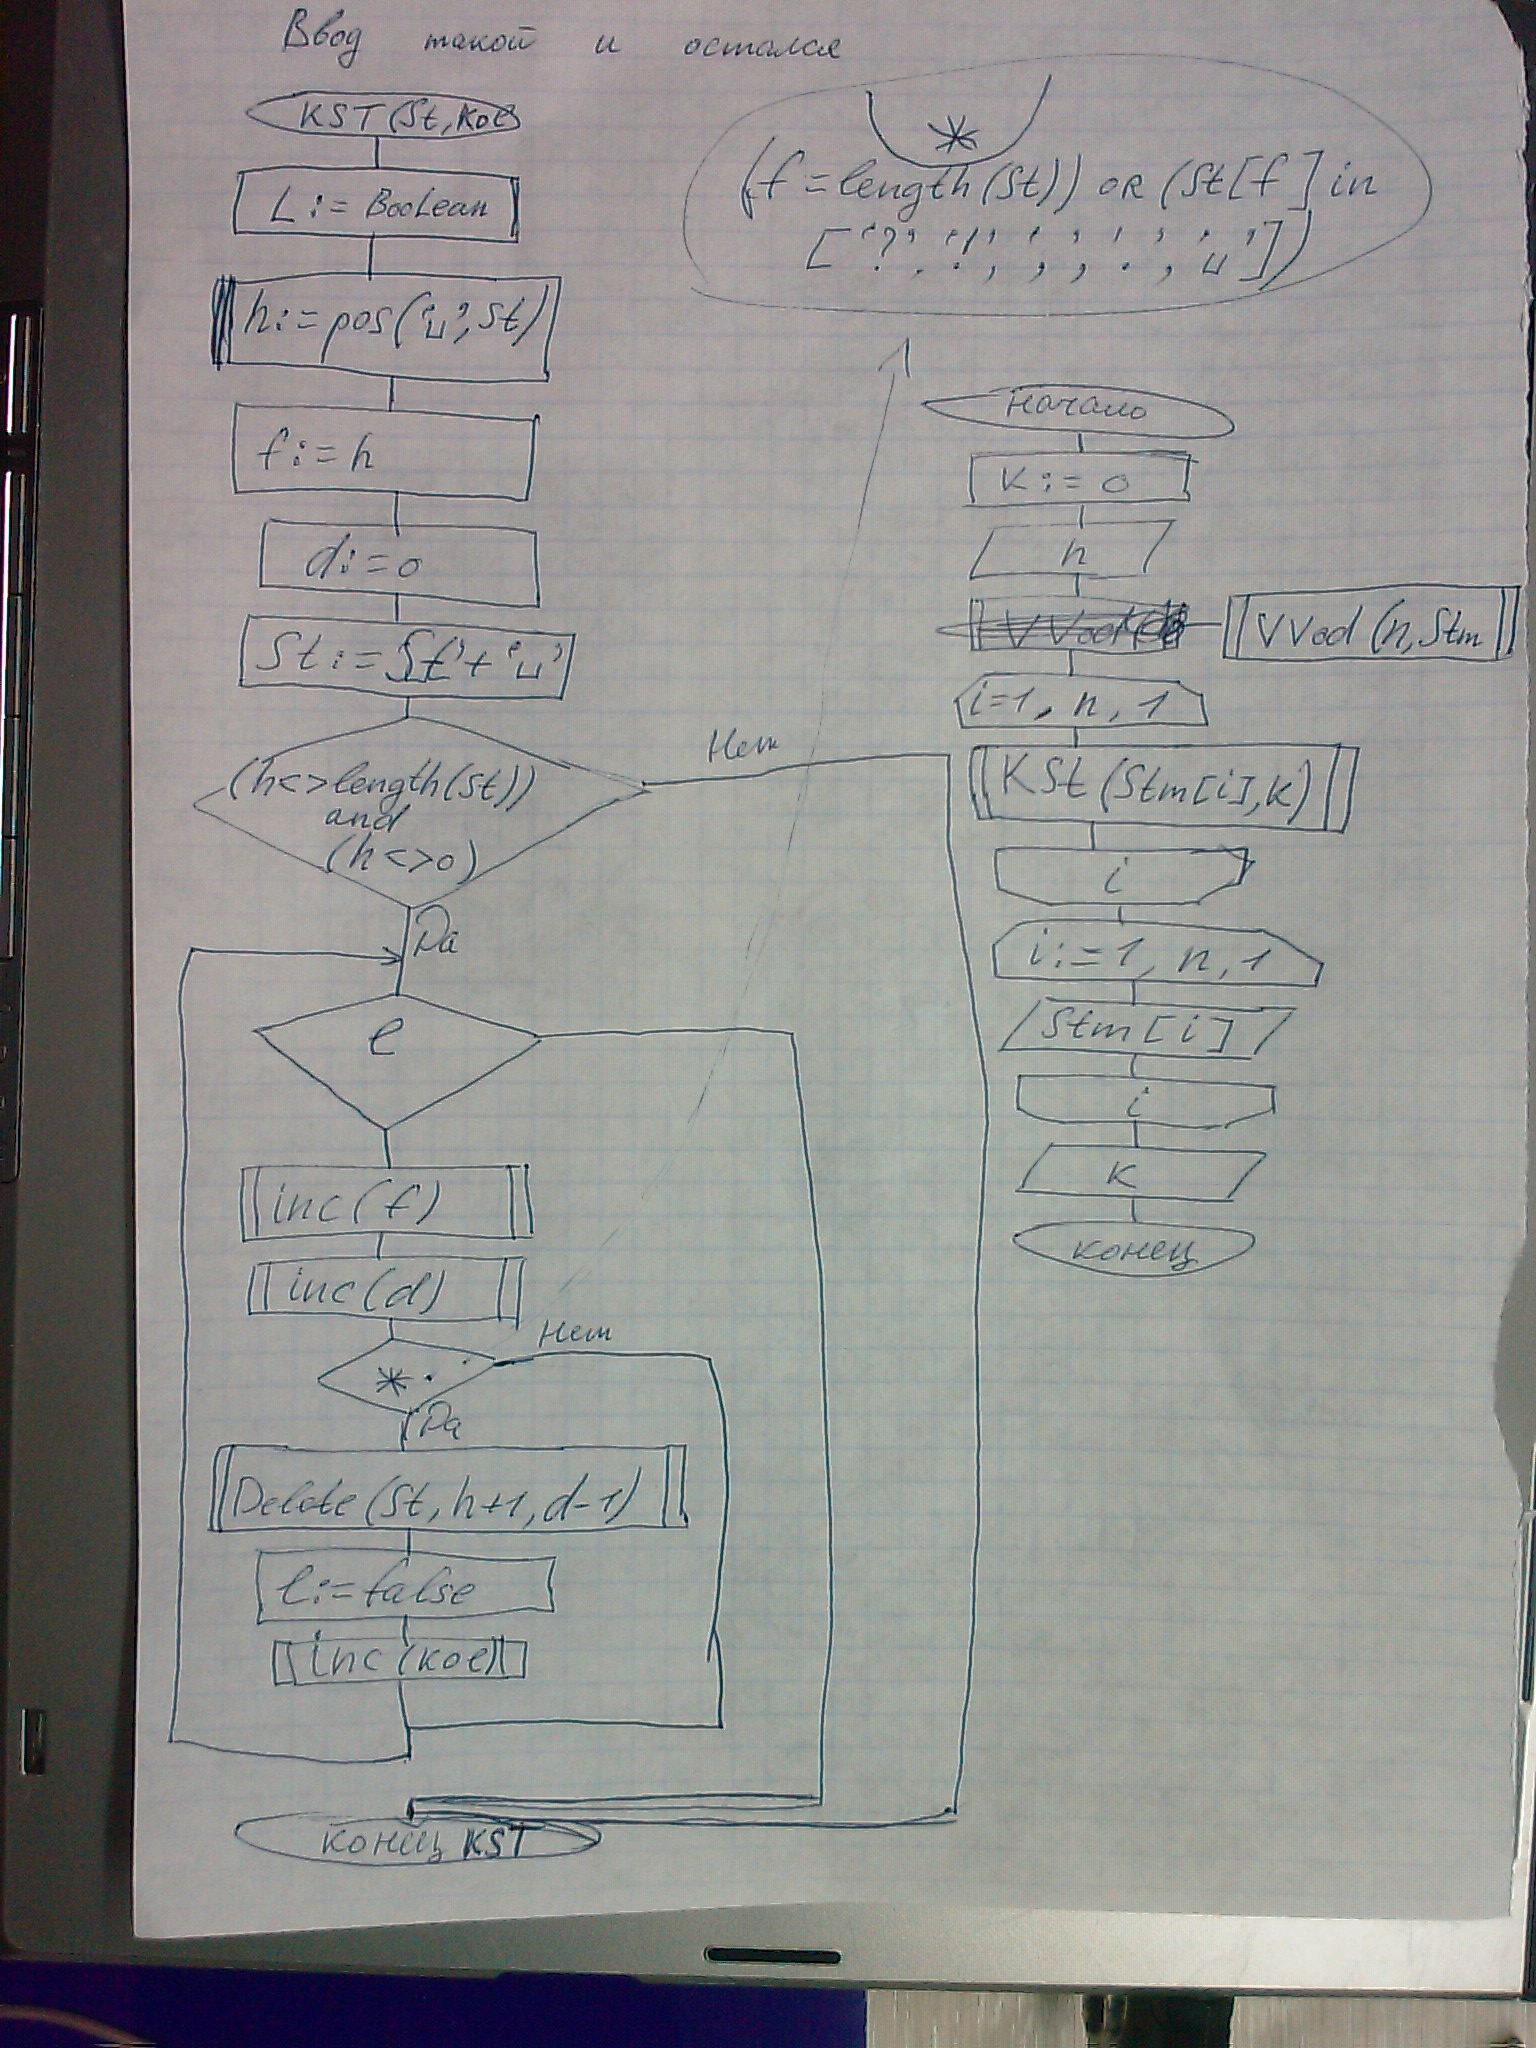 Ввод такой и остался
KST(St,Koe)
L:=Boolean
h:=pos('␣',St)
f:=h
d:=0
St:=St'+'␣'
(h<>length(St))
and
(h<>0)
Нет
Да
e
inc(f)
inc(d)
*
Нет
Да
Delete(St,h+1,d-1)
l:=false
inc(koe)
конец KST
*
(f=length(St)) OR (St[f] in
['?','!',';',',','.','␣'])
начало
K:=0
n
VVod(n,Stm
i=1,n,1
KSt(Stm[i],K)
i
i:=1,n,1
Stm[i]
i
K
конец